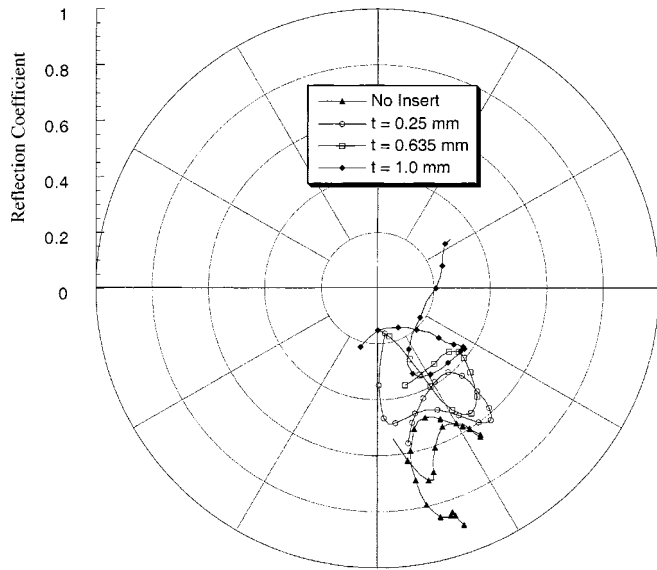 1
0.8
0.6
0.4
0.2
0
Reflection Coefficient
No Insert
t = 0.25 mm
t = 0.635 mm
t = 1.0 mm